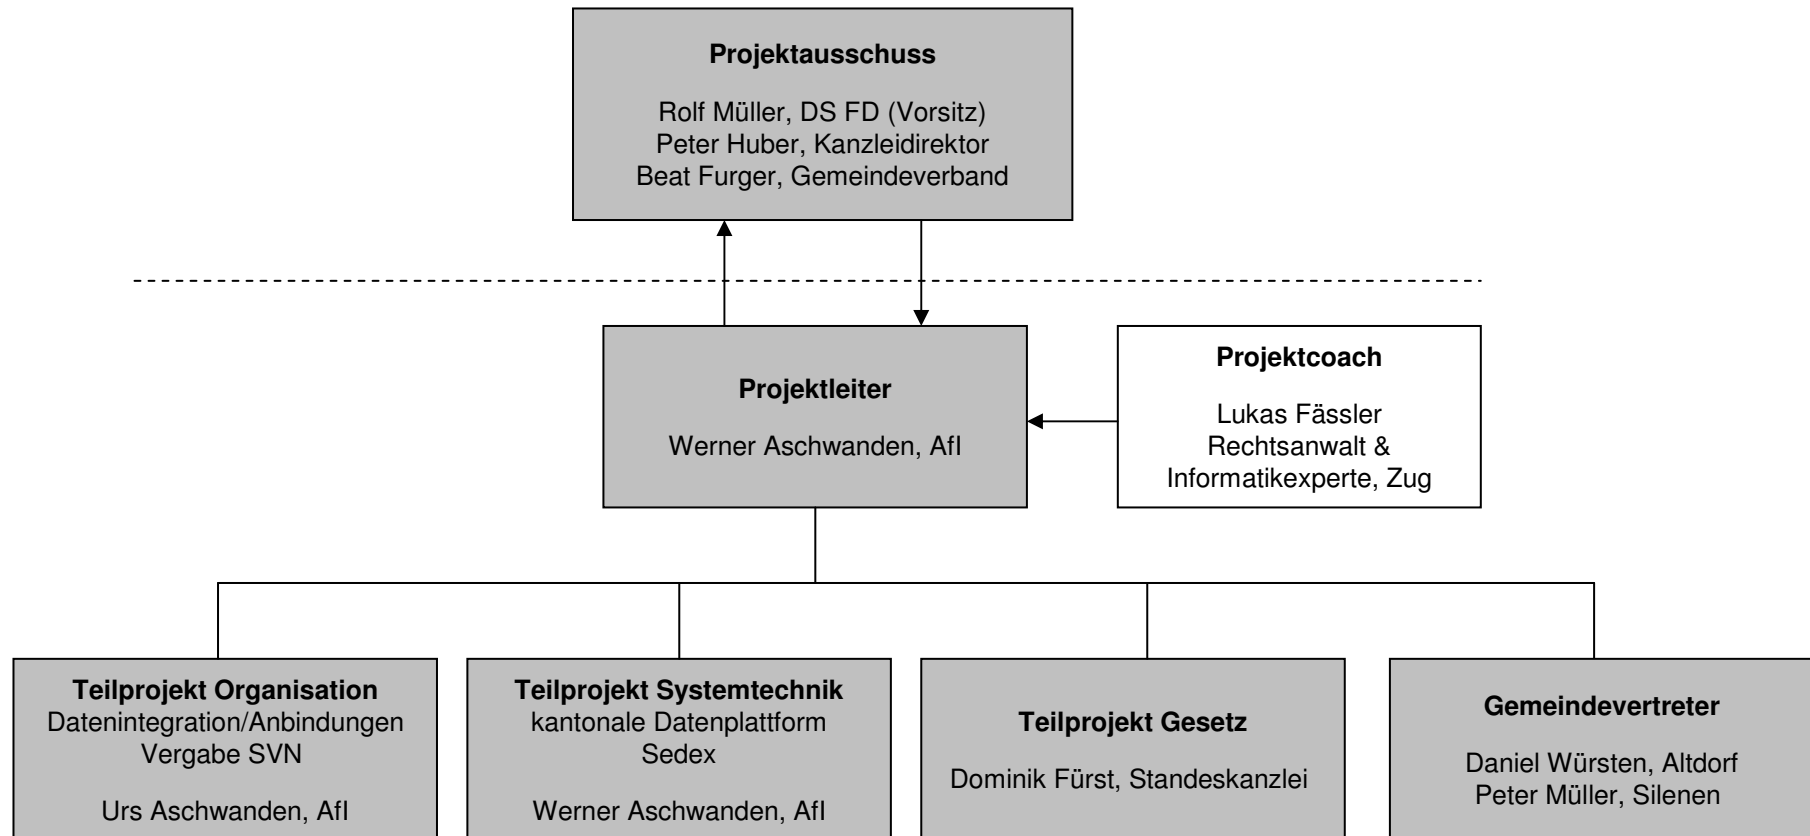 Projektausschuss
Rolf Müller, DS FD (Vorsitz)
Peter Huber, Kanzleidirektor
Beat Furger, Gemeindeverband
Projektleiter
Werner Aschwanden, AfI
Projektcoach
Lukas Fässler
Rechtsanwalt &
Informatikexperte, Zug
Teilprojekt Organisation
Datenintegration/Anbindungen
Vergabe SVN
Urs Aschwanden, AfI
Teilprojekt Systemtechnik
kantonale Datenplattform
Sedex
Werner Aschwanden, AfI
Teilprojekt Gesetz
Dominik Fürst, Standeskanzlei
Gemeindevertreter
Daniel Würsten, Altdorf
Peter Müller, Silenen